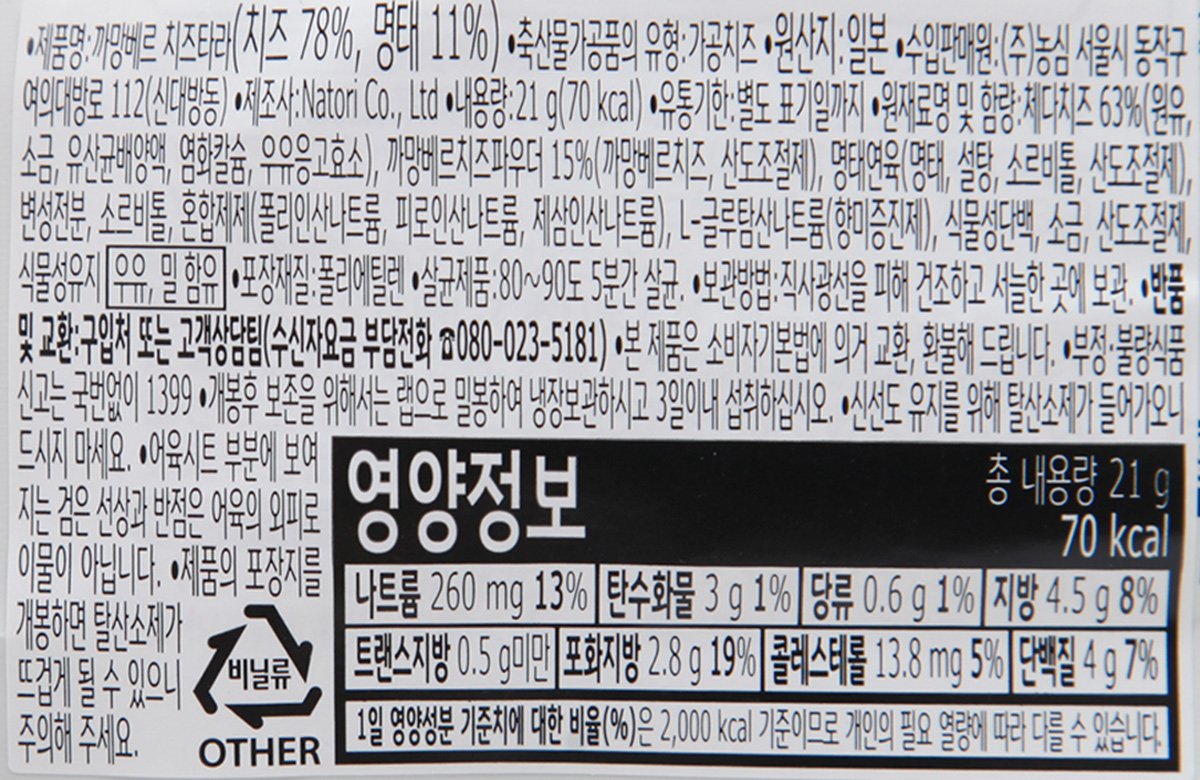 •제품명:까망베르 치즈타라(치즈 78%, 명태 11%) •축산물가공품의 유형:가공치즈 •원산지:일본 •수입판매원:(주)농심 서울시 동작구
여의대방로 112(신대방동) •제조사:Natori Co., Ltd •내용량:21 g(70 kcal) •유통기한:별도 표기일까지 •원재료명 및 함량:체다치즈 63%(원유,
소금, 유산균배양액, 염화칼슘, 우유응고효소), 까망베르치즈파우더 15%(까망베르치즈, 산도조절제), 명태연육(명태, 설탕, 소르비톨, 산도조절제),
변성전분, 소르비톨, 혼합제제(폴리인산나트륨, 피로인산나트륨, 제삼인산나트륨), L-글루탐산나트륨(향미증진제), 식물성단백, 소금, 산도조절제,
식물성유지 우유, 밀 함유 •포장재질:폴리에틸렌 •살균제품:80~90도 5분간 살균. •보관방법:직사광선을 피해 건조하고 서늘한 곳에 보관. •반품
및 교환:구입처 또는 고객상담팀(수신자요금 부담전화 ☎080-023-5181) •본 제품은 소비자기본법에 의거 교환, 환불해 드립니다. •부정·불량식품
신고는 국번없이 1399 •개봉후 보존을 위해서는 랩으로 밀봉하여 냉장보관하시고 3일이내 섭취하십시오. •신선도 유지를 위해 탈산소제가 들어가오니
드시지 마세요. •어육시트 부분에 보여
지는 검은 선상과 반점은 어육의 외피로
이물이 아닙니다. •제품의 포장지를
개봉하면 탈산소제가
뜨겁게 될 수 있으니
주의해 주세요.
비닐류
OTHER
영양정보
총 내용량 21 g
70 kcal
나트륨 260 mg 13% 탄수화물 3 g 1% 당류 0.6 g 1% 지방 4.5 g 8%
트랜스지방 0.5 g미만 포화지방 2.8 g 19% 콜레스테롤 13.8 mg 5% 단백질 4 g 7%
1일 영양성분 기준치에 대한 비율(%)은 2,000 kcal 기준이므로 개인의 필요 열량에 따라 다를 수 있습니다.